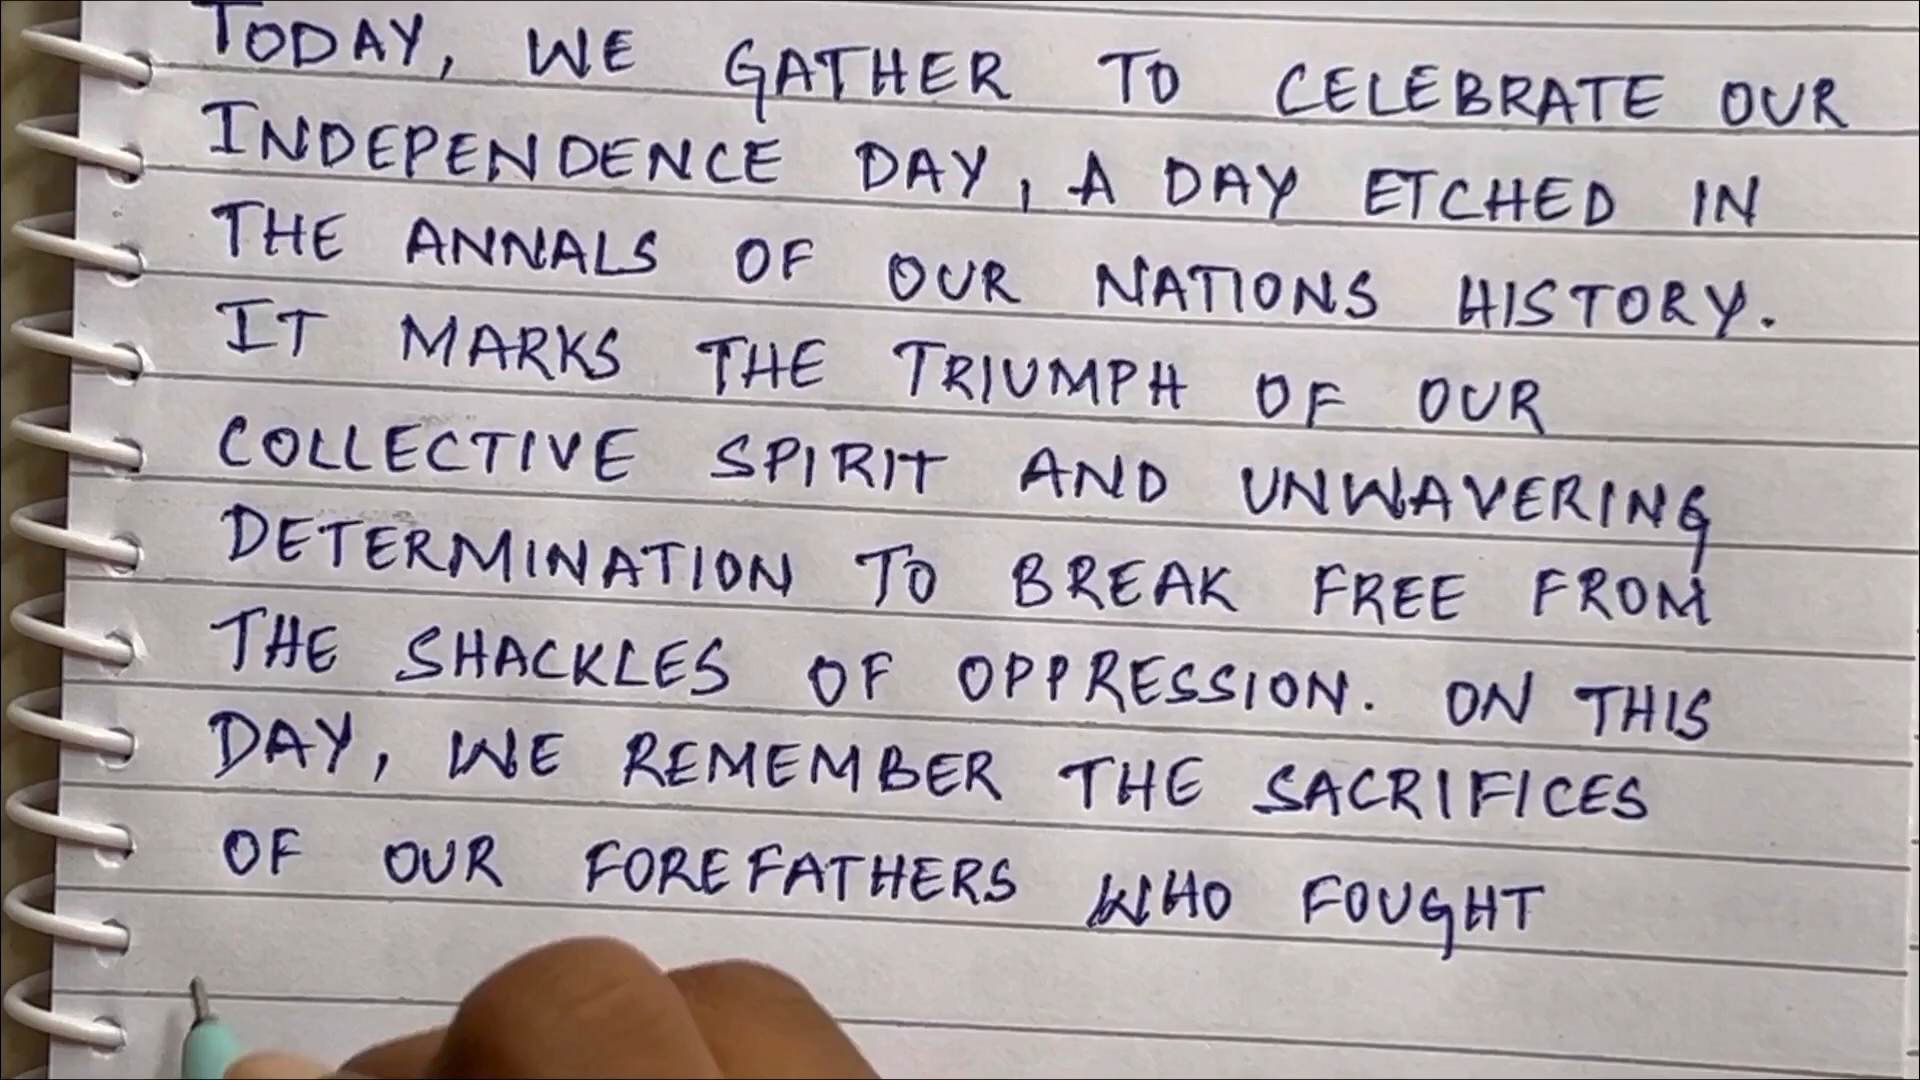 TODAY, WE GATHER TO CELEBRATE OUR
INDEPENDENCE DAY, A DAY ETCHED IN
THE ANNALS OF OUR NATIONS HISTORY.
IT MARKS THE TRIUMPH OF OUR
COLLECTIVE SPIRIT AND UNWAVERING
DETERMINATION TO BREAK FREE FROM
THE SHACKLES OF OPPRESSION. ON THIS
DAY, WE REMEMBER THE SACRIFICES
OF OUR FOREFATHERS WHO FOUGHT